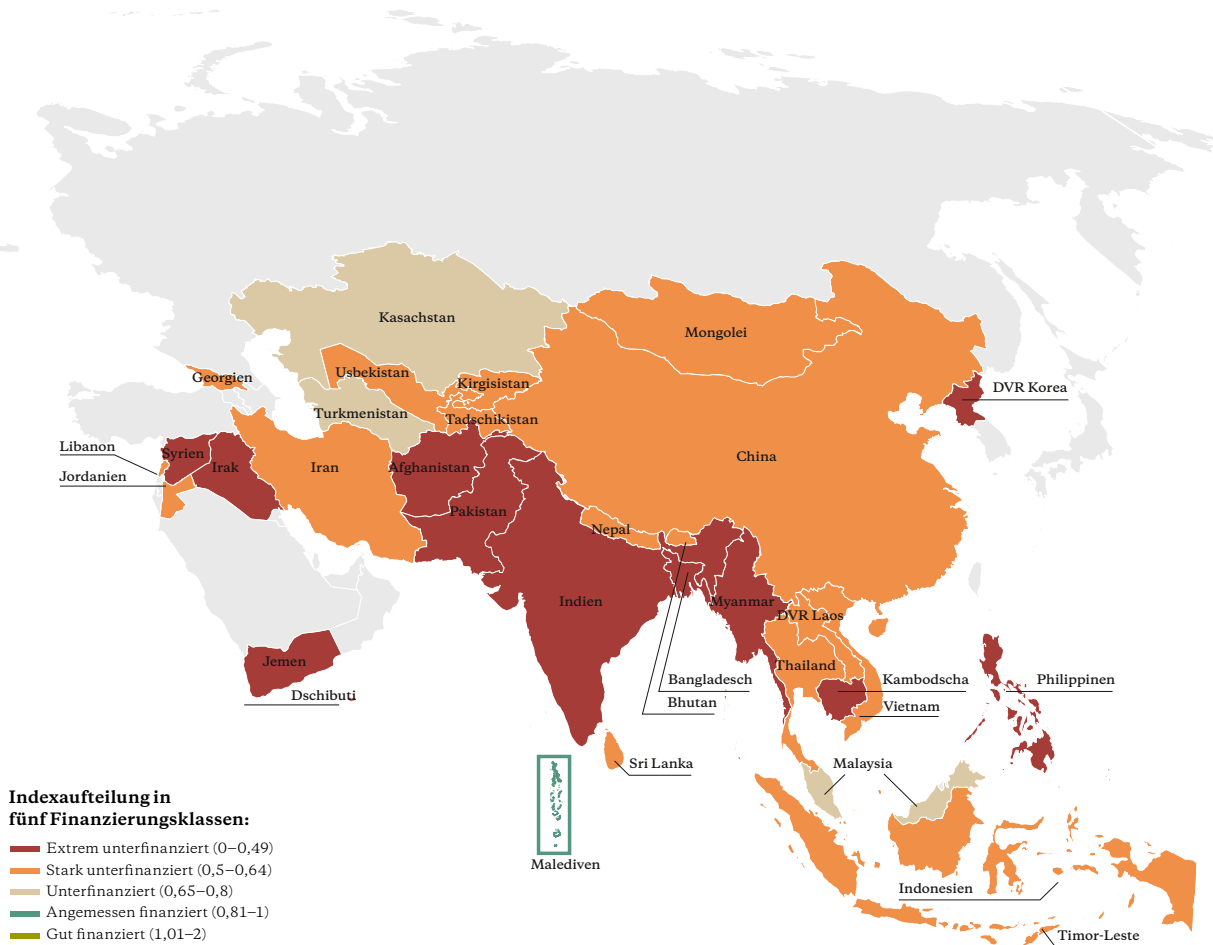 Kasachstan
Mongolei
Georgien
Usbekistan
Kirgisistan
DVR Korea
Turkmenistan
Tadschikistan
Libanon
Syrien
Irak
Iran
Afghanistan
China
Jordanien
Pakistan
Nepal
Indien
Myanmar
DVR Laos
Jemen
Thailand
Bangladesch
Kambodscha
Philippinen
Dschibuti
Bhutan
Vietnam
Sri Lanka
Malaysia
Malediven
Indonesien
Timor-Leste
Indexaufteilung in
fünf Finanzierungsklassen:
Extrem unterfinanziert (0–0,49)
Stark unterfinanziert (0,5–0,64)
Unterfinanziert (0,65–0,8)
Angemessen finanziert (0,81–1)
Gut finanziert (1,01–2)